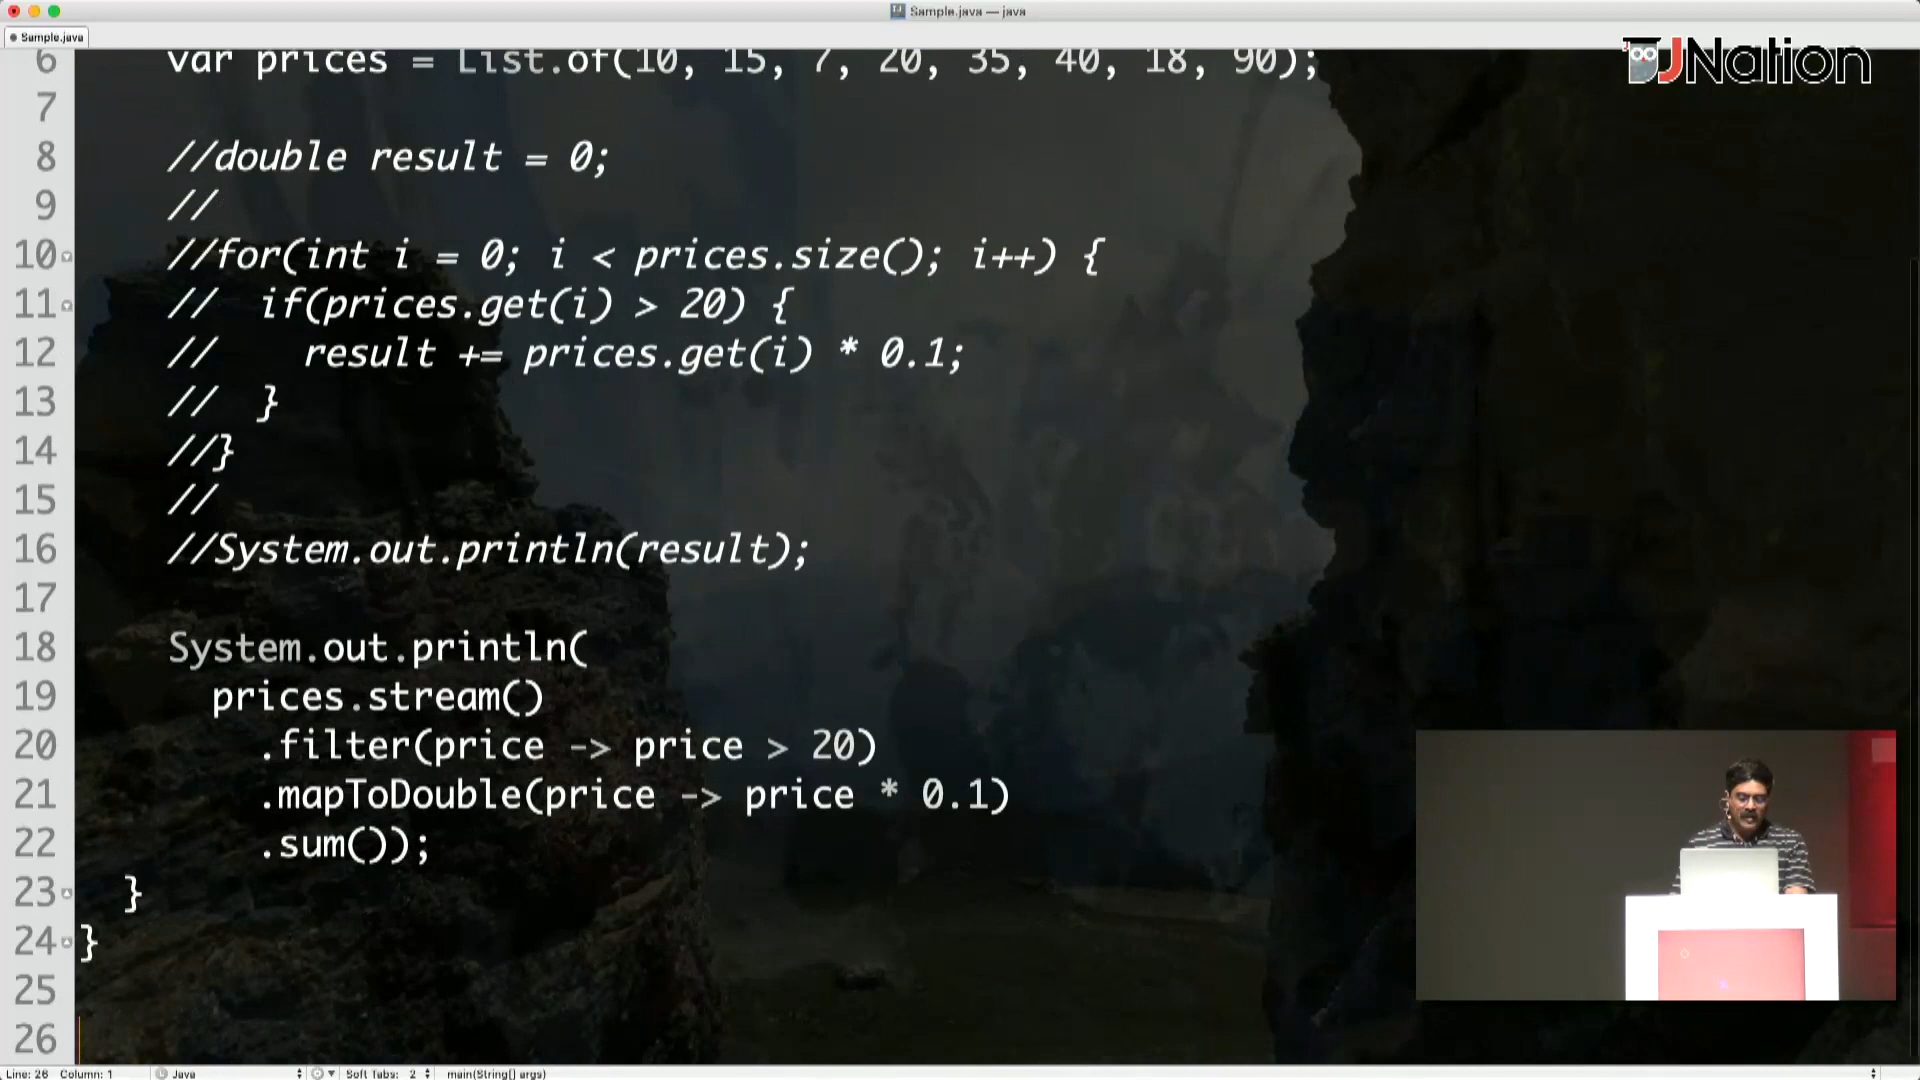 Sample.java — java
Sample.java
JNation
6 var prices = List.of(10, 15, 7, 20, 35, 40, 18, 90);
7
8 //double result = 0;
9 //
10 //for(int i = 0; i < prices.size(); i++) {
11 //  if(prices.get(i) > 20) {
12 //    result += prices.get(i) * 0.1;
13 //  }
14 //}
15 //
16 //System.out.println(result);
17
18 System.out.println(
19 prices.stream()
20 .filter(price -> price > 20)
21 .mapToDouble(price -> price * 0.1)
22 .sum());
23 }
24 }
25
26
Line: 26 Column: 1 Java Soft Tabs: 2 main(String[] args)